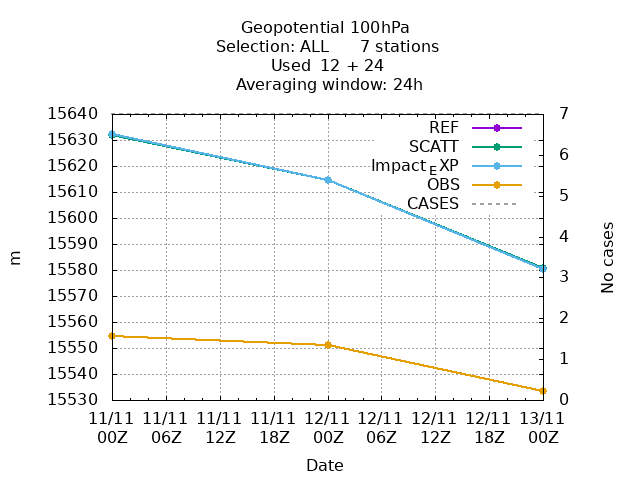 Geopotential 100hPa
Selection: ALL 7 stations
Used 12 + 24
Averaging window: 24h
15640
15630
15620
15610
15600
15590
15580
15570
15560
15550
15540
15530
m
7
6
5
4
3
2
1
0
No cases
REF
SCATT
Impact_EXP
OBS
CASES
11/11 11/11 11/11 11/11 12/11 12/11 12/11 12/11 13/11
00Z 06Z 12Z 18Z 00Z 06Z 12Z 18Z 00Z
Date